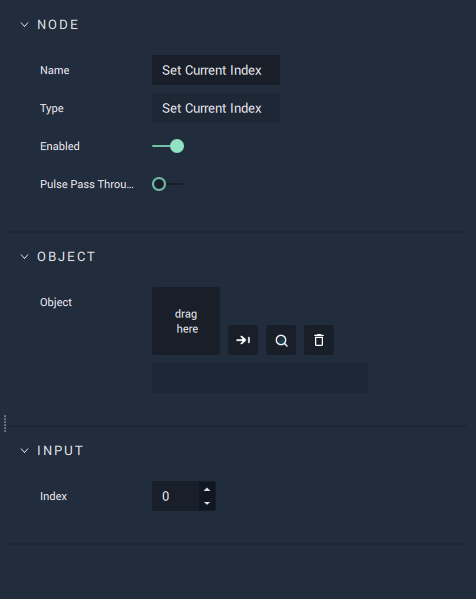 NODE
Name
Set Current Index
Type
Set Current Index
Enabled
Pulse Pass Throu...
OBJECT
Object
drag
here
INPUT
Index
0